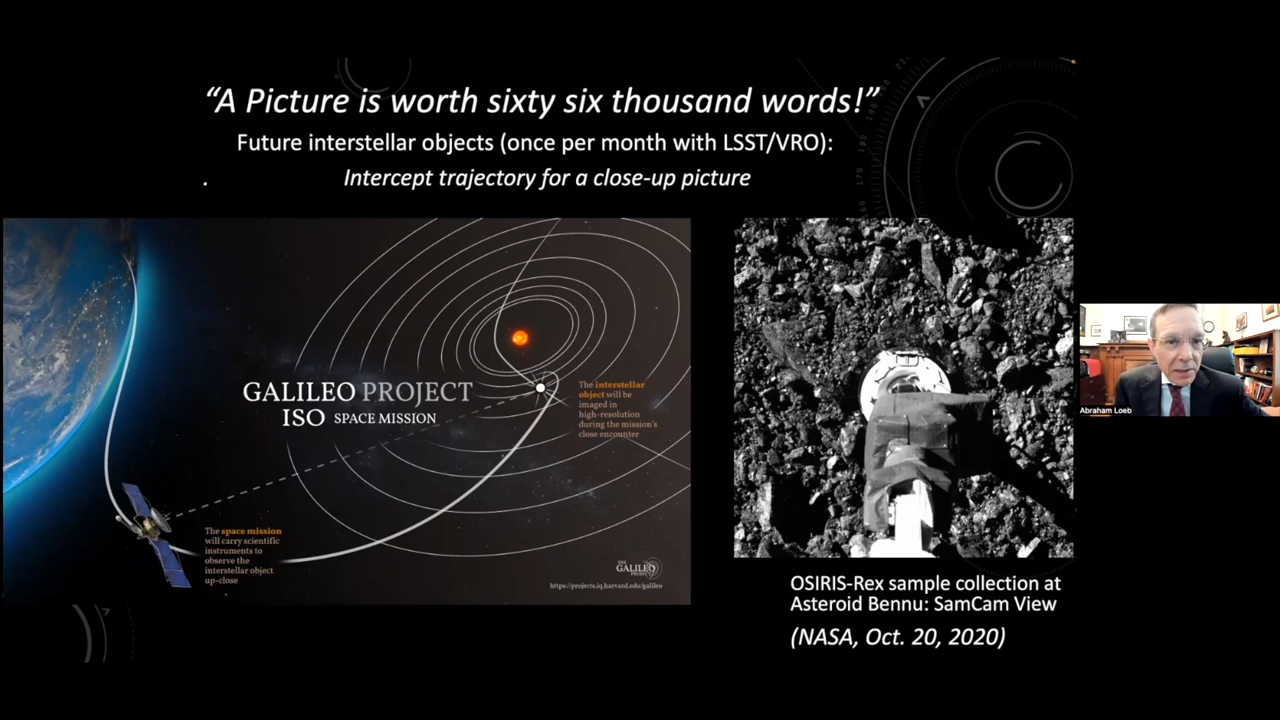 “A Picture is worth sixty six thousand words!”
Future interstellar objects (once per month with LSST/VRO):
. Intercept trajectory for a close-up picture
GALILEO PROJECT
ISO SPACE MISSION
The interstellar
object will be
imaged in
high-resolution
during the mission's
close encounter
The space mission
will carry scientific
instruments to
observe the
interstellar object
up-close
THE
GALILEO
PROJECT
https://projects.iq.harvard.edu/galileo
OSIRIS-Rex sample collection at
Asteroid Bennu: SamCam View
(NASA, Oct. 20, 2020)
Abraham Loeb